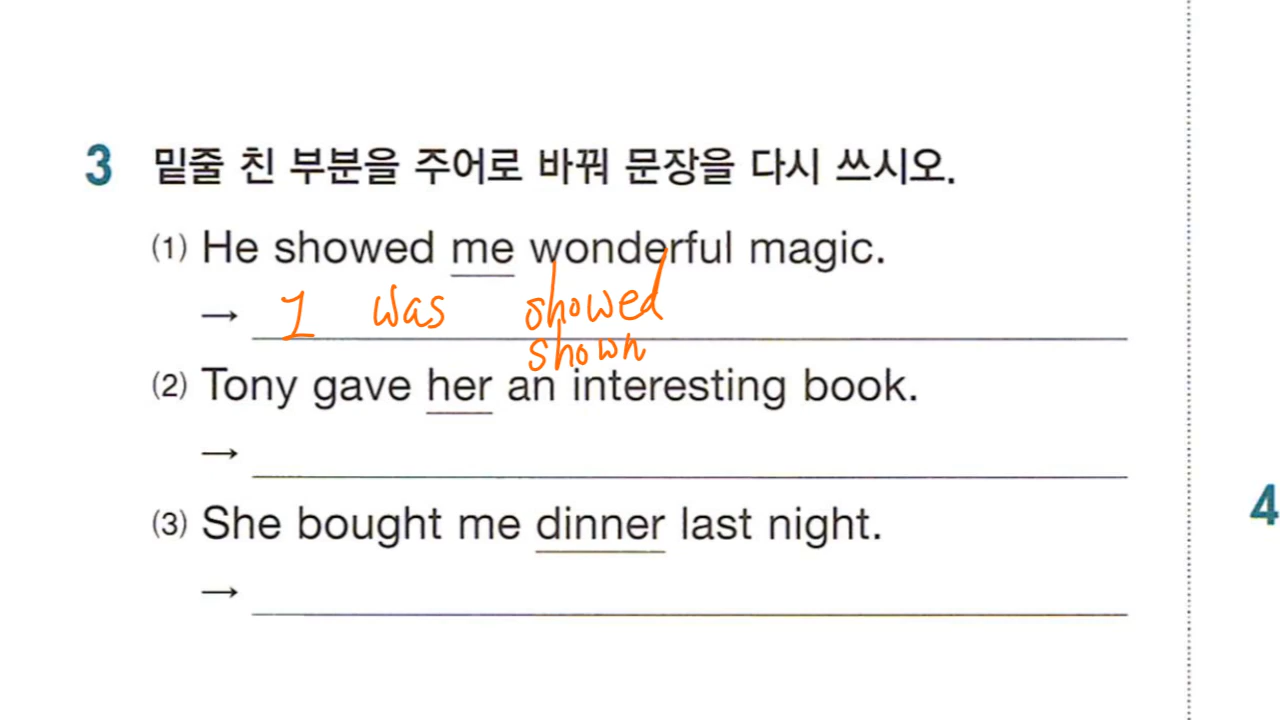 3 밑줄 친 부분을 주어로 바꿔 문장을 다시 쓰시오.
(1) He showed me wonderful magic.
→ I was showed
shown
(2) Tony gave her an interesting book.
→
(3) She bought me dinner last night.
→
4